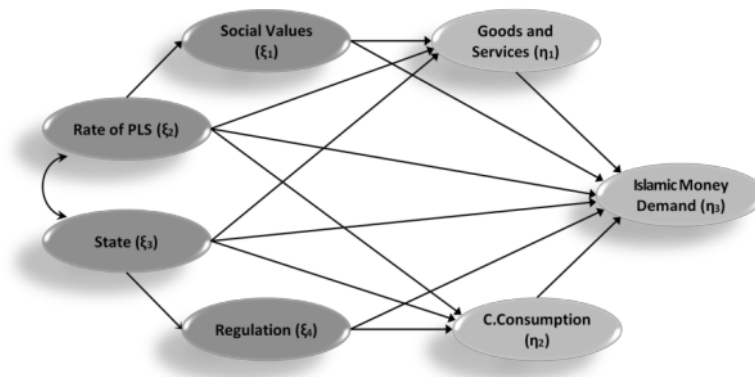 Social Values
(ξ₁)
Goods and
Services (η₁)
Rate of PLS (ξ₂)
Islamic Money
Demand (η₃)
State (ξ₃)
Regulation (ξ₄)
C.Consumption
(η₂)